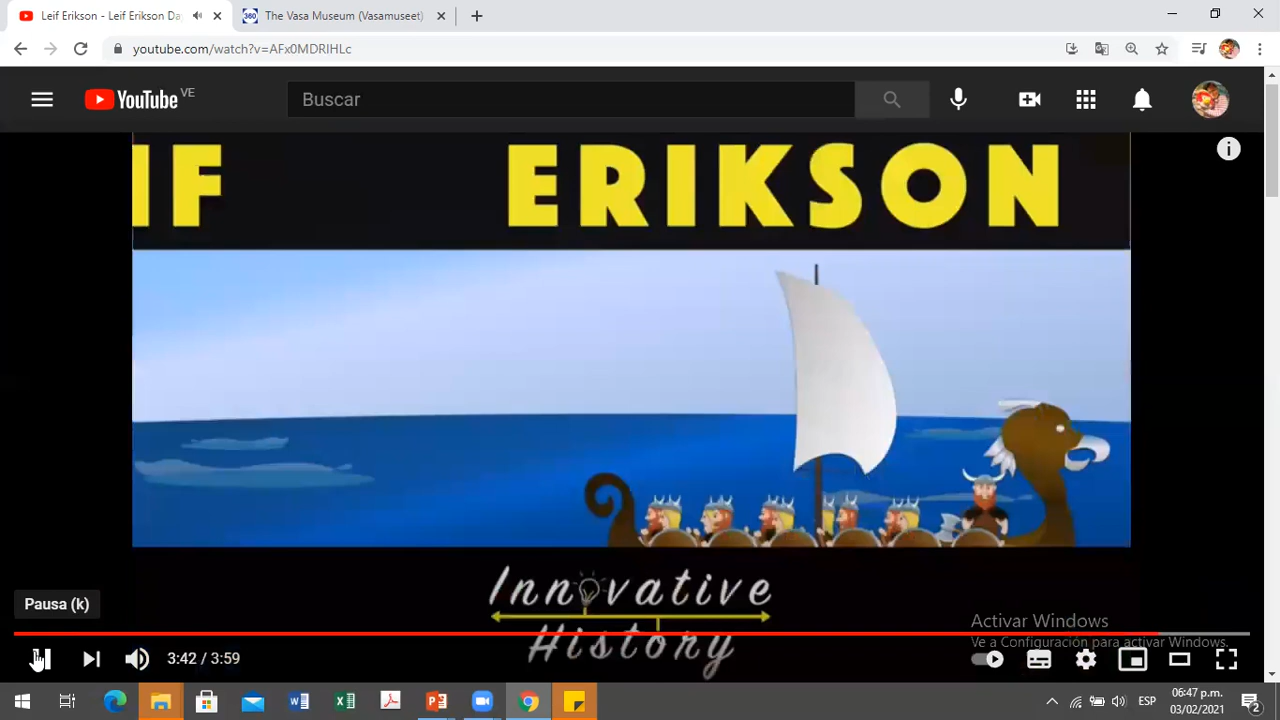 Leif Erikson - Leif Erikson Da
The Vasa Museum (Vasamuseet)
youtube.com/watch?v=AFx0MDRIHLc
YouTube VE
Buscar
IF ERIKSON
Innovative
History
Pausa (k)
Activar Windows
Ve a Configuración para activar Windows.
3:42 / 3:59
ESP
06:47 p.m.
03/02/2021
2